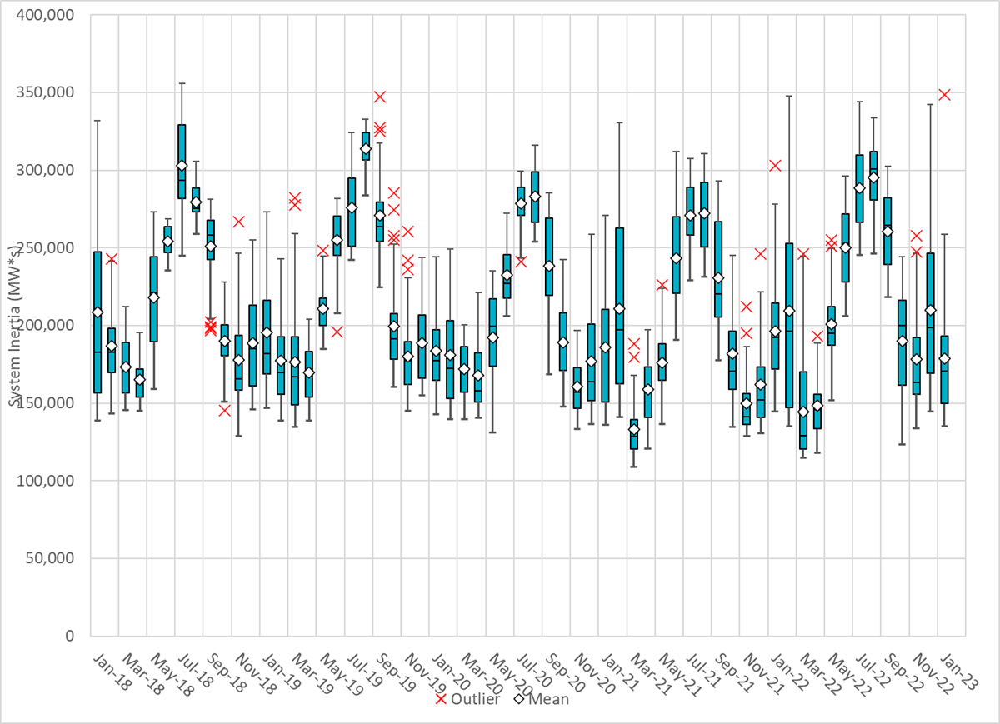 400,000
350,000
300,000
250,000
200,000
150,000
100,000
50,000
0
System Inertia (MW*s)
Jan-18
Mar-18
May-18
Jul-18
Sep-18
Nov-18
Jan-19
Mar-19
May-19
Jul-19
Sep-19
Nov-19
Jan-20
Mar-20
May-20
Jul-20
Sep-20
Nov-20
Jan-21
Mar-21
May-21
Jul-21
Sep-21
Nov-21
Jan-22
Mar-22
May-22
Jul-22
Sep-22
Nov-22
Jan-23
Outlier Mean